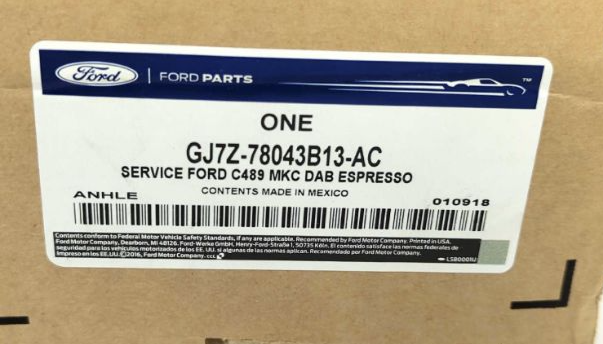 Ford | FORD PARTS
TM
ONE
GJ7Z-78043B13-AC
SERVICE FORD C489 MKC DAB ESPRESSO
CONTENTS MADE IN MEXICO
ANHLE 010918
Contents conform to Federal Motor Vehicle Safety Standards, if any are applicable. Recommended by Ford Motor Company. Printed in USA.
Ford Motor Company, Dearborn, MI 48126. Ford-Werke GmbH, Henry-Ford-Straße 1, 50735 Köln. El contenido satisface las normas federales de
seguridad para los vehículos motorizados de los EE. UU. si algunas de las normas aplican. Recomendado por Ford Motor Company.
Impreso en los EE.UU. ©2016, Ford Motor Company. LSB0001U